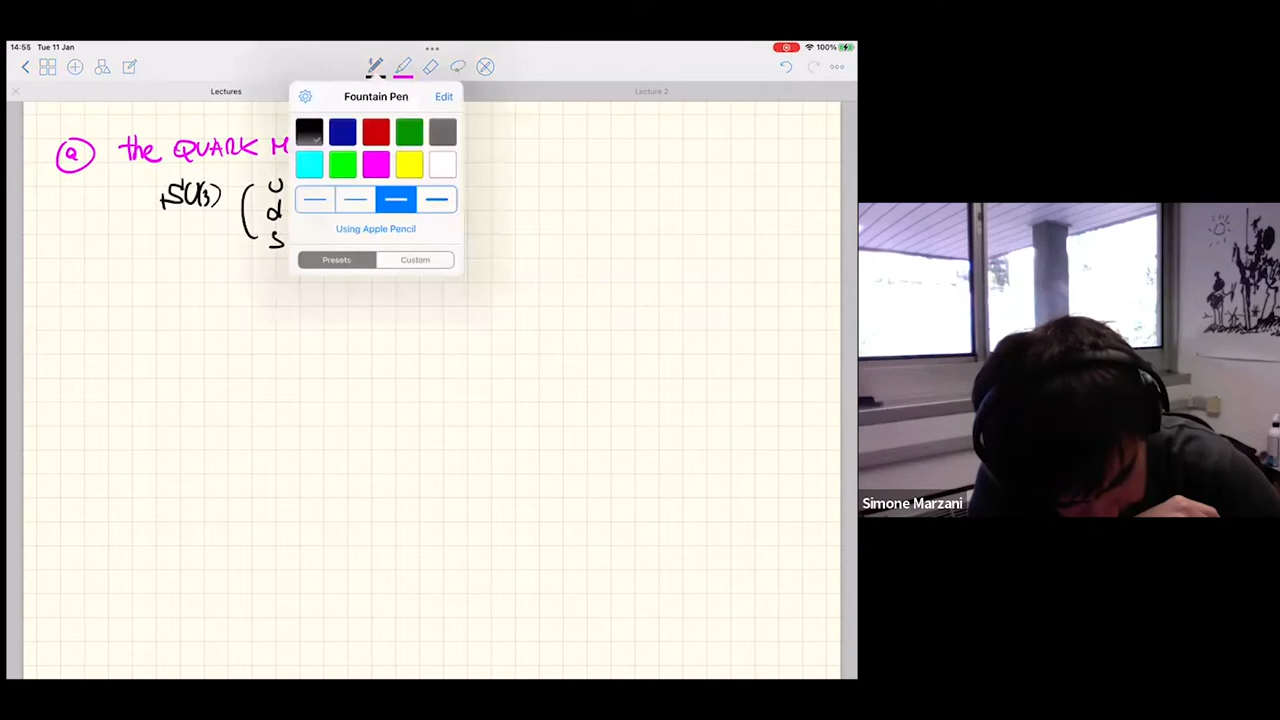 14:55 Tue 11 Jan
100%
Lectures
Lecture 2
Fountain Pen
Edit
Using Apple Pencil
Presets
Custom
a the QUARK M
SU(3) ( u
d
s
Simone Marzani